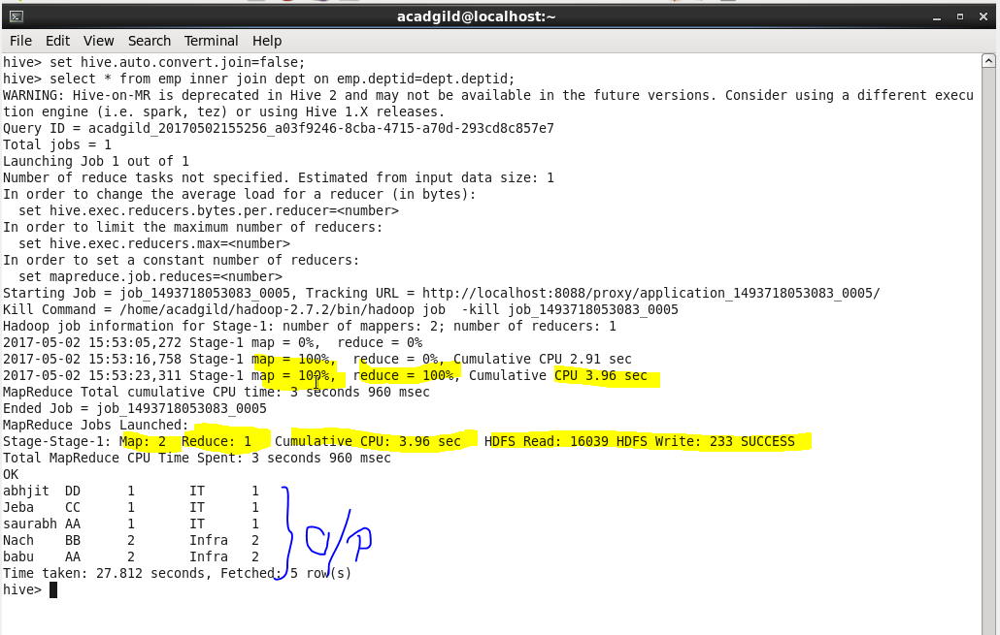 acadgild@localhost:~
File Edit View Search Terminal Help
hive> set hive.auto.convert.join=false;
hive> select * from emp inner join dept on emp.deptid=dept.deptid;
WARNING: Hive-on-MR is deprecated in Hive 2 and may not be available in the future versions. Consider using a different execu
tion engine (i.e. spark, tez) or using Hive 1.X releases.
Query ID = acadgild_20170502155256_a03f9246-8cba-4715-a70d-293cd8c857e7
Total jobs = 1
Launching Job 1 out of 1
Number of reduce tasks not specified. Estimated from input data size: 1
In order to change the average load for a reducer (in bytes):
  set hive.exec.reducers.bytes.per.reducer=<number>
In order to limit the maximum number of reducers:
  set hive.exec.reducers.max=<number>
In order to set a constant number of reducers:
  set mapreduce.job.reduces=<number>
Starting Job = job_1493718053083_0005, Tracking URL = http://localhost:8088/proxy/application_1493718053083_0005/
Kill Command = /home/acadgild/hadoop-2.7.2/bin/hadoop job  -kill job_1493718053083_0005
Hadoop job information for Stage-1: number of mappers: 2; number of reducers: 1
2017-05-02 15:53:05,272 Stage-1 map = 0%,  reduce = 0%
2017-05-02 15:53:16,758 Stage-1 map = 100%,  reduce = 0%, Cumulative CPU 2.91 sec
2017-05-02 15:53:23,311 Stage-1 map = 100%,  reduce = 100%, Cumulative CPU 3.96 sec
MapReduce Total cumulative CPU time: 3 seconds 960 msec
Ended Job = job_1493718053083_0005
MapReduce Jobs Launched:
Stage-Stage-1: Map: 2  Reduce: 1   Cumulative CPU: 3.96 sec   HDFS Read: 16039 HDFS Write: 233 SUCCESS
Total MapReduce CPU Time Spent: 3 seconds 960 msec
OK
abhjit  DD      1       IT      1
Jeba    CC      1       IT      1
saurabh AA      1       IT      1
Nach    BB      2       Infra   2
babu    AA      2       Infra   2
O/P
Time taken: 27.812 seconds, Fetched: 5 row(s)
hive>